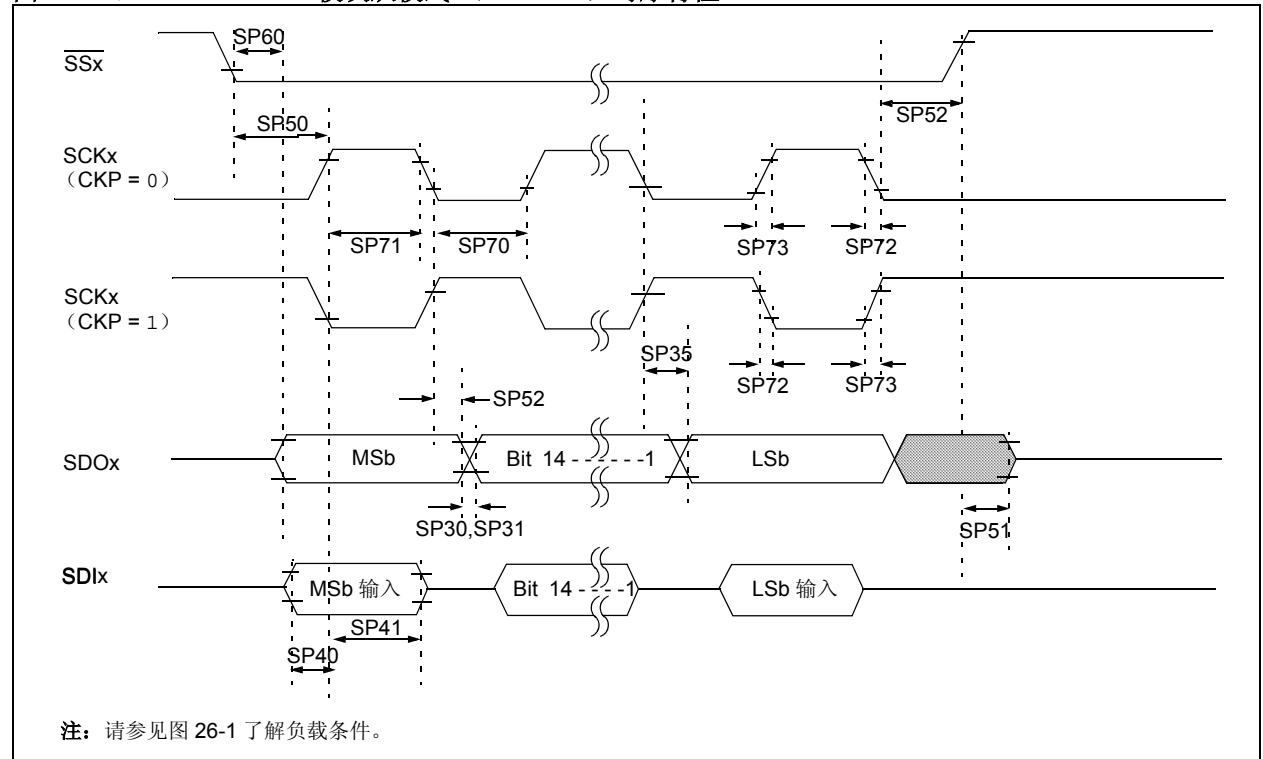 SP60
SSx
SP50
SP52
SCKx
（CKP = 0）
SP71
SP70
SP73
SP72
SCKx
（CKP = 1）
SP35
SP72
SP73
SP52
SDOx
MSb
Bit 14 - - - - - -1
LSb
SP30,SP31
SP51
SDIx
MSb 输入
Bit 14 - - - -1
LSb 输入
SP41
SP40
注：请参见图 26-1 了解负载条件。